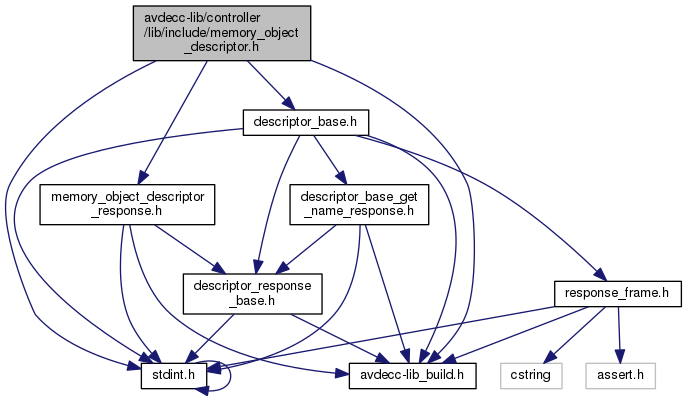 avdecc-lib/controller
/lib/include/memory_object
_descriptor.h
descriptor_base.h
memory_object_descriptor
_response.h
descriptor_base_get
_name_response.h
descriptor_response
_base.h
response_frame.h
stdint.h
avdecc-lib_build.h
cstring
assert.h